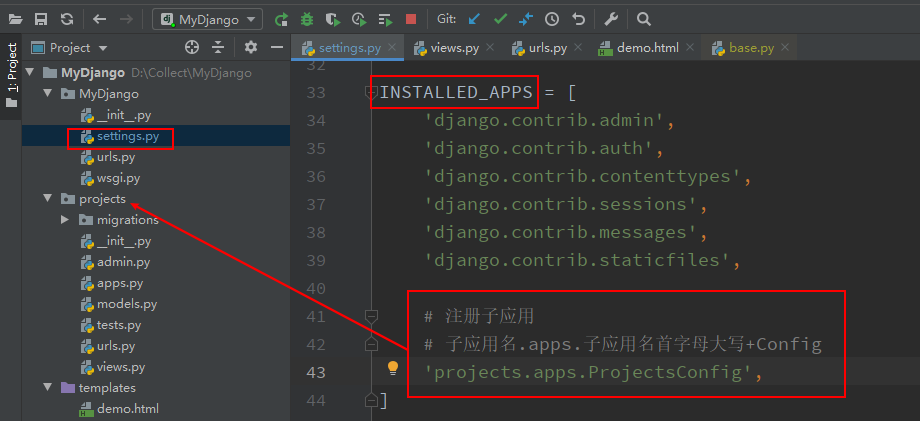 MyDjango
Git:
1: Project
Project
settings.py
views.py
urls.py
demo.html
base.py
MyDjango D:\Collect\MyDjango
MyDjango
__init__.py
settings.py
urls.py
wsgi.py
projects
migrations
__init__.py
admin.py
apps.py
models.py
tests.py
urls.py
views.py
templates
demo.html
32
33 INSTALLED_APPS = [
34 'django.contrib.admin',
35 'django.contrib.auth',
36 'django.contrib.contenttypes',
37 'django.contrib.sessions',
38 'django.contrib.messages',
39 'django.contrib.staticfiles',
40
41 # 注册子应用
42 # 子应用名.apps.子应用名首字母大写+Config
43 'projects.apps.ProjectsConfig',
44 ]